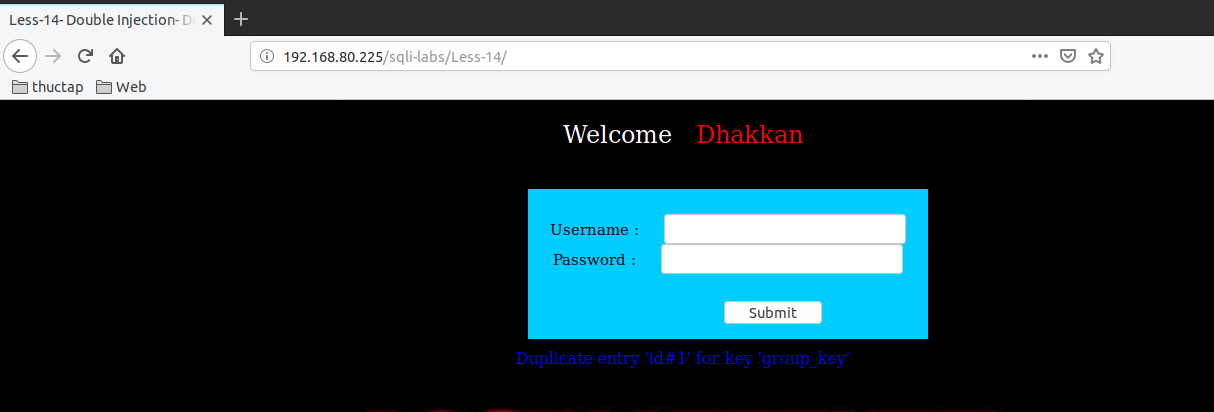 Less-14- Double Injection- D
192.168.80.225/sqli-labs/Less-14/
thuctap Web
Welcome Dhakkan
Username :
Password :
Submit
Duplicate entry 'id#1' for key 'group_key'